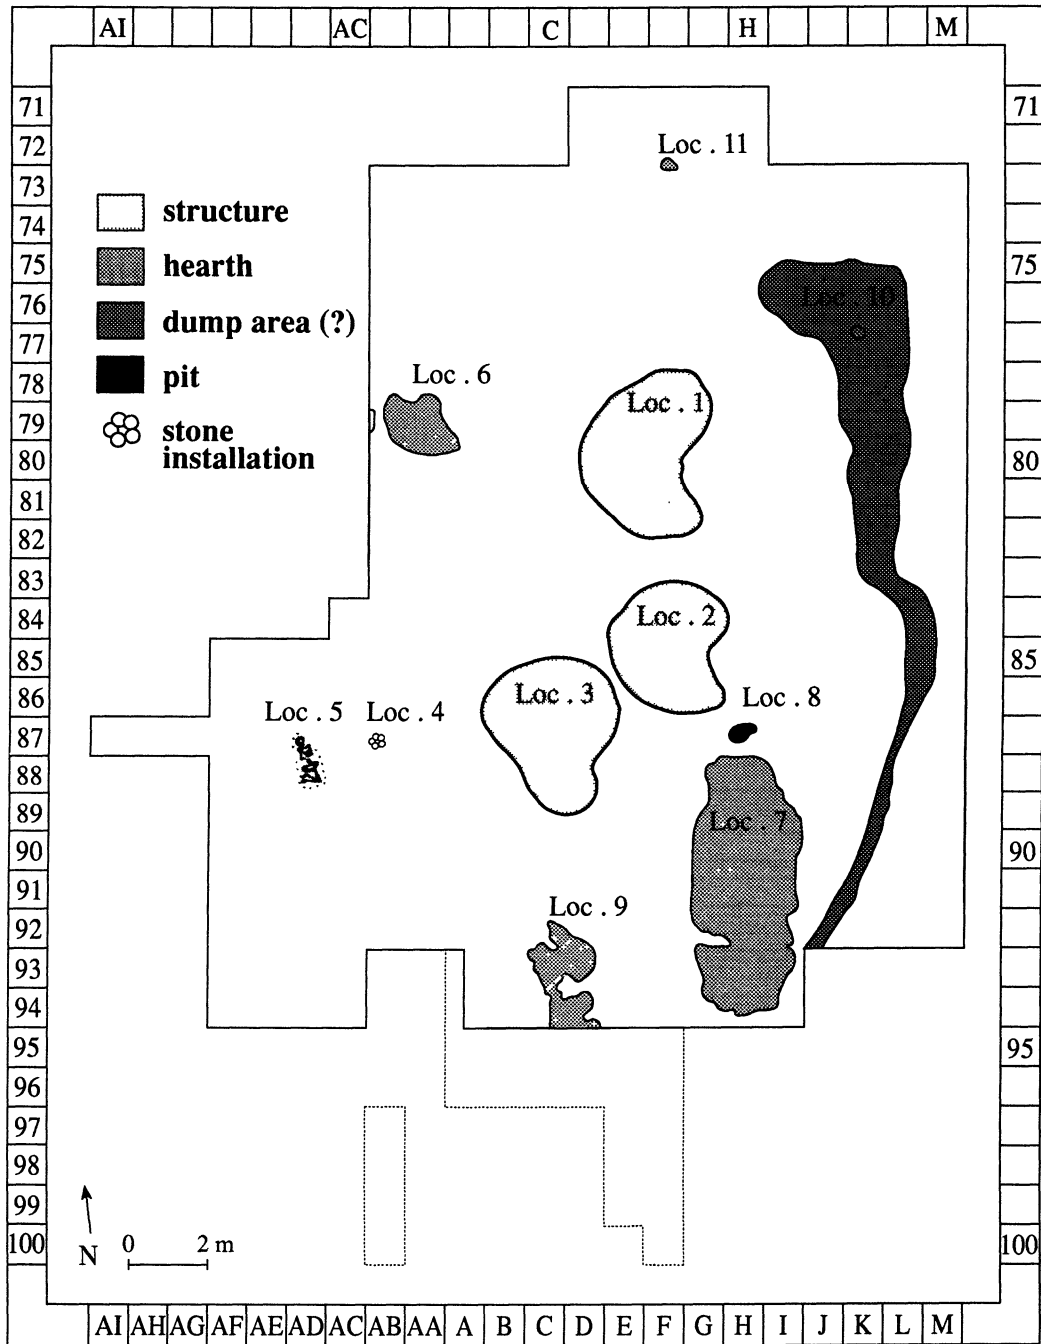 AI AC C H M
71 71
72 Loc . 11
73
structure
74
75 hearth 75
76 Loc . 10
dump area (?)
77
78 pit Loc . 6
79 stone Loc . 1
80 installation 80
81
82
83
84 Loc . 2
85 85
86 Loc . 3 Loc . 8
87 Loc . 5 Loc . 4
88
89 Loc . 7
90 90
91
92 Loc . 9
93
94
95 95
96
97
98
99
100 N 0 2 m 100
AI AH AG AF AE AD AC AB AA A B C D E F G H I J K L M